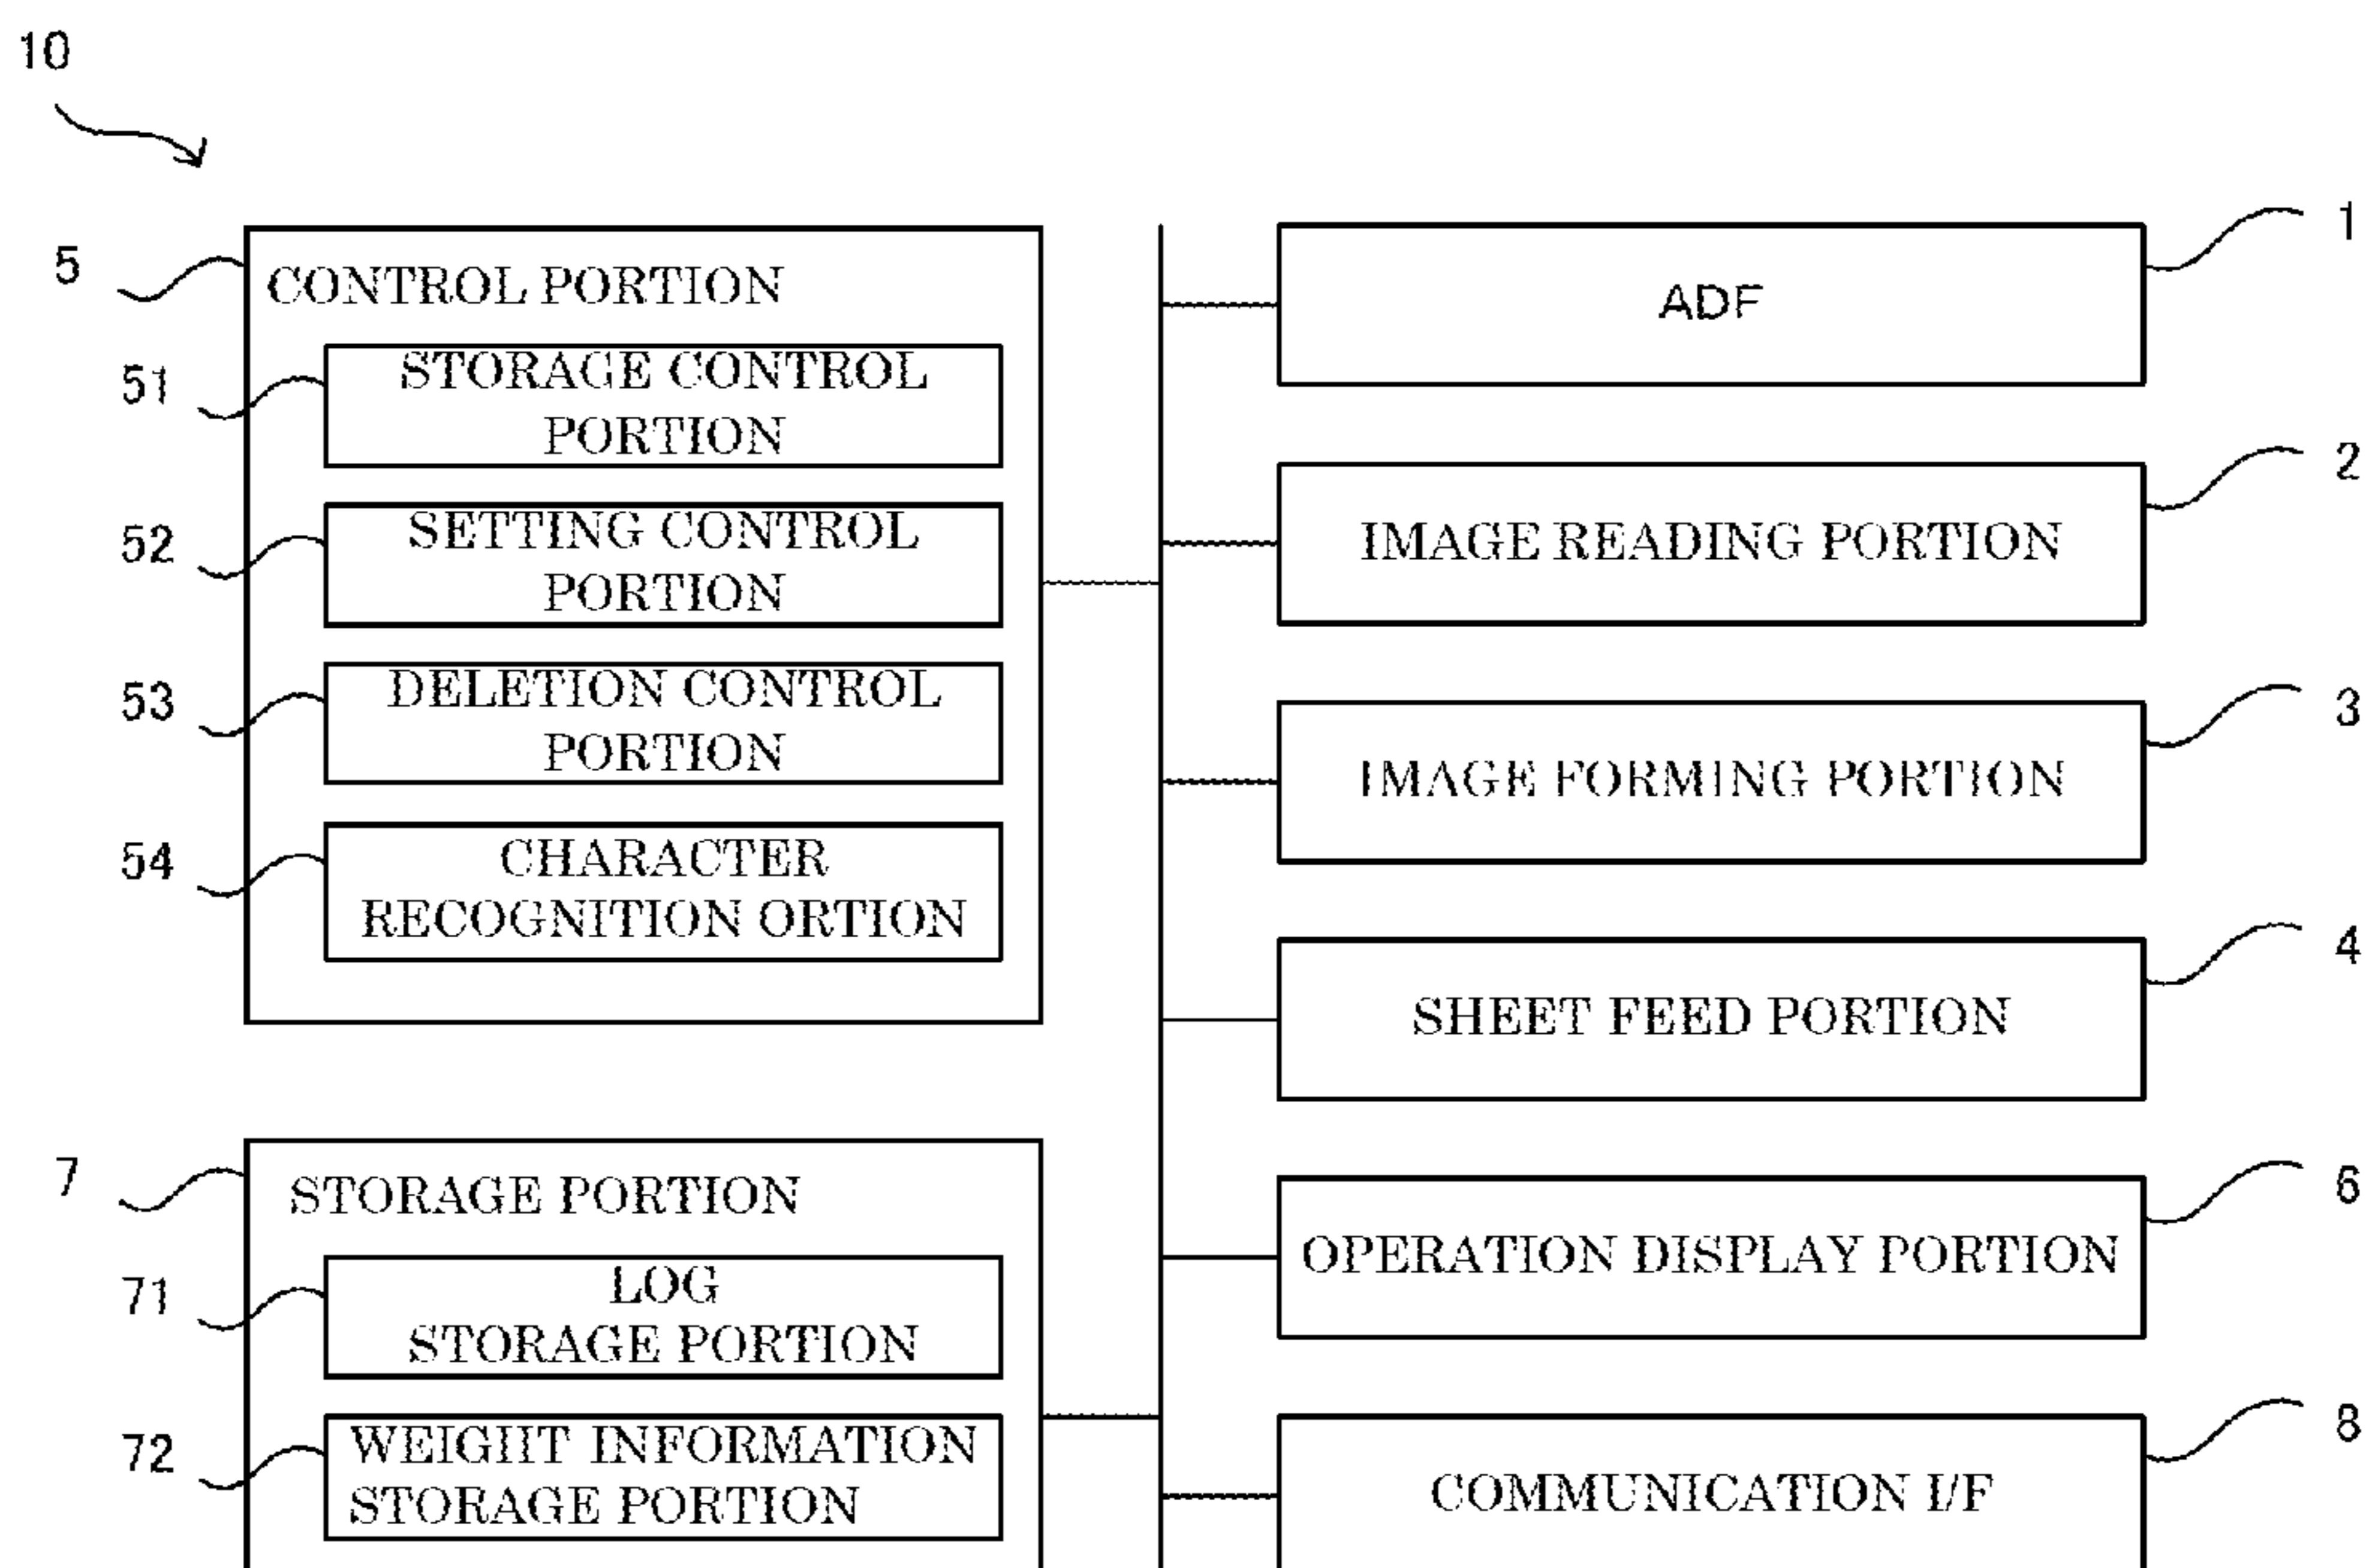 10
5
CONTROL PORTION
51
STORAGE CONTROL
PORTION
52
SETTING CONTROL
PORTION
53
DELETION CONTROL
PORTION
54
CHARACTER
RECOGNITION ORTION
7
STORAGE PORTION
71
LOG
STORAGE PORTION
72
WEIGHT INFORMATION
STORAGE PORTION
1
ADF
2
IMAGE READING PORTION
3
IMAGE FORMING PORTION
4
SHEET FEED PORTION
6
OPERATION DISPLAY PORTION
8
COMMUNICATION I/F